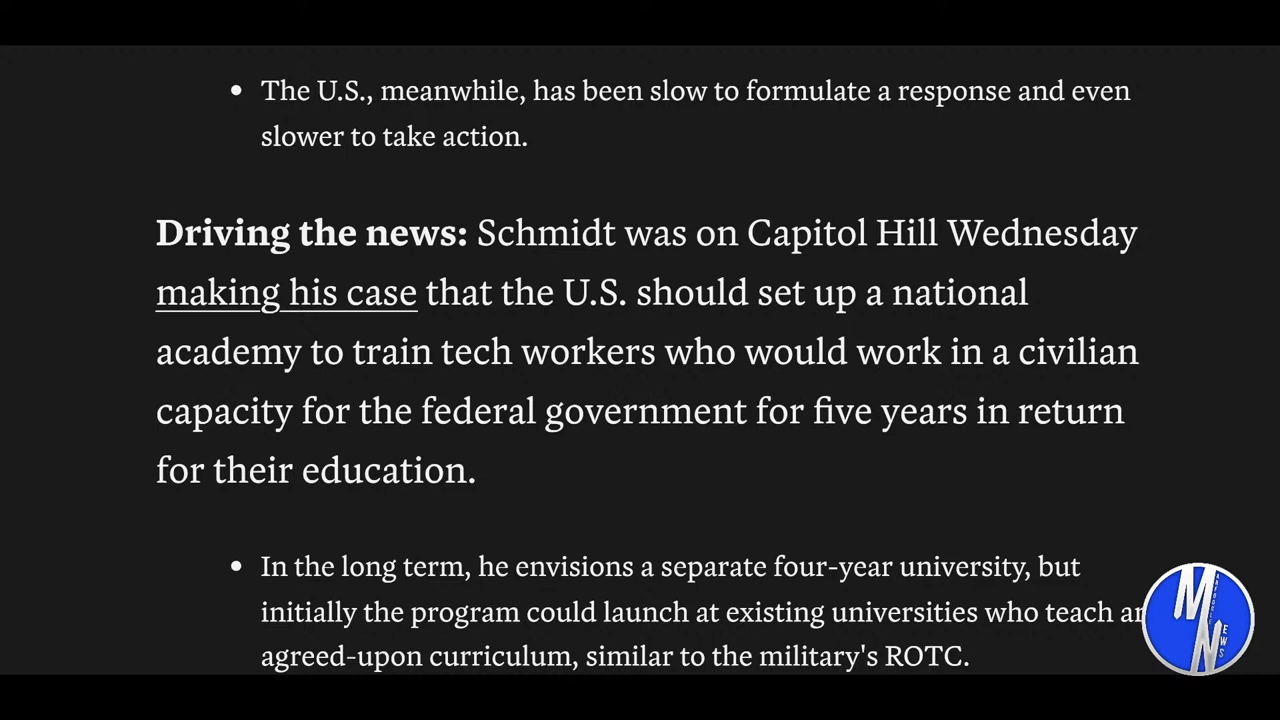 The U.S., meanwhile, has been slow to formulate a response and even
slower to take action.
Driving the news: Schmidt was on Capitol Hill Wednesday
making his case that the U.S. should set up a national
academy to train tech workers who would work in a civilian
capacity for the federal government for five years in return
for their education.
In the long term, he envisions a separate four-year university, but
initially the program could launch at existing universities who teach an
agreed-upon curriculum, similar to the military's ROTC.